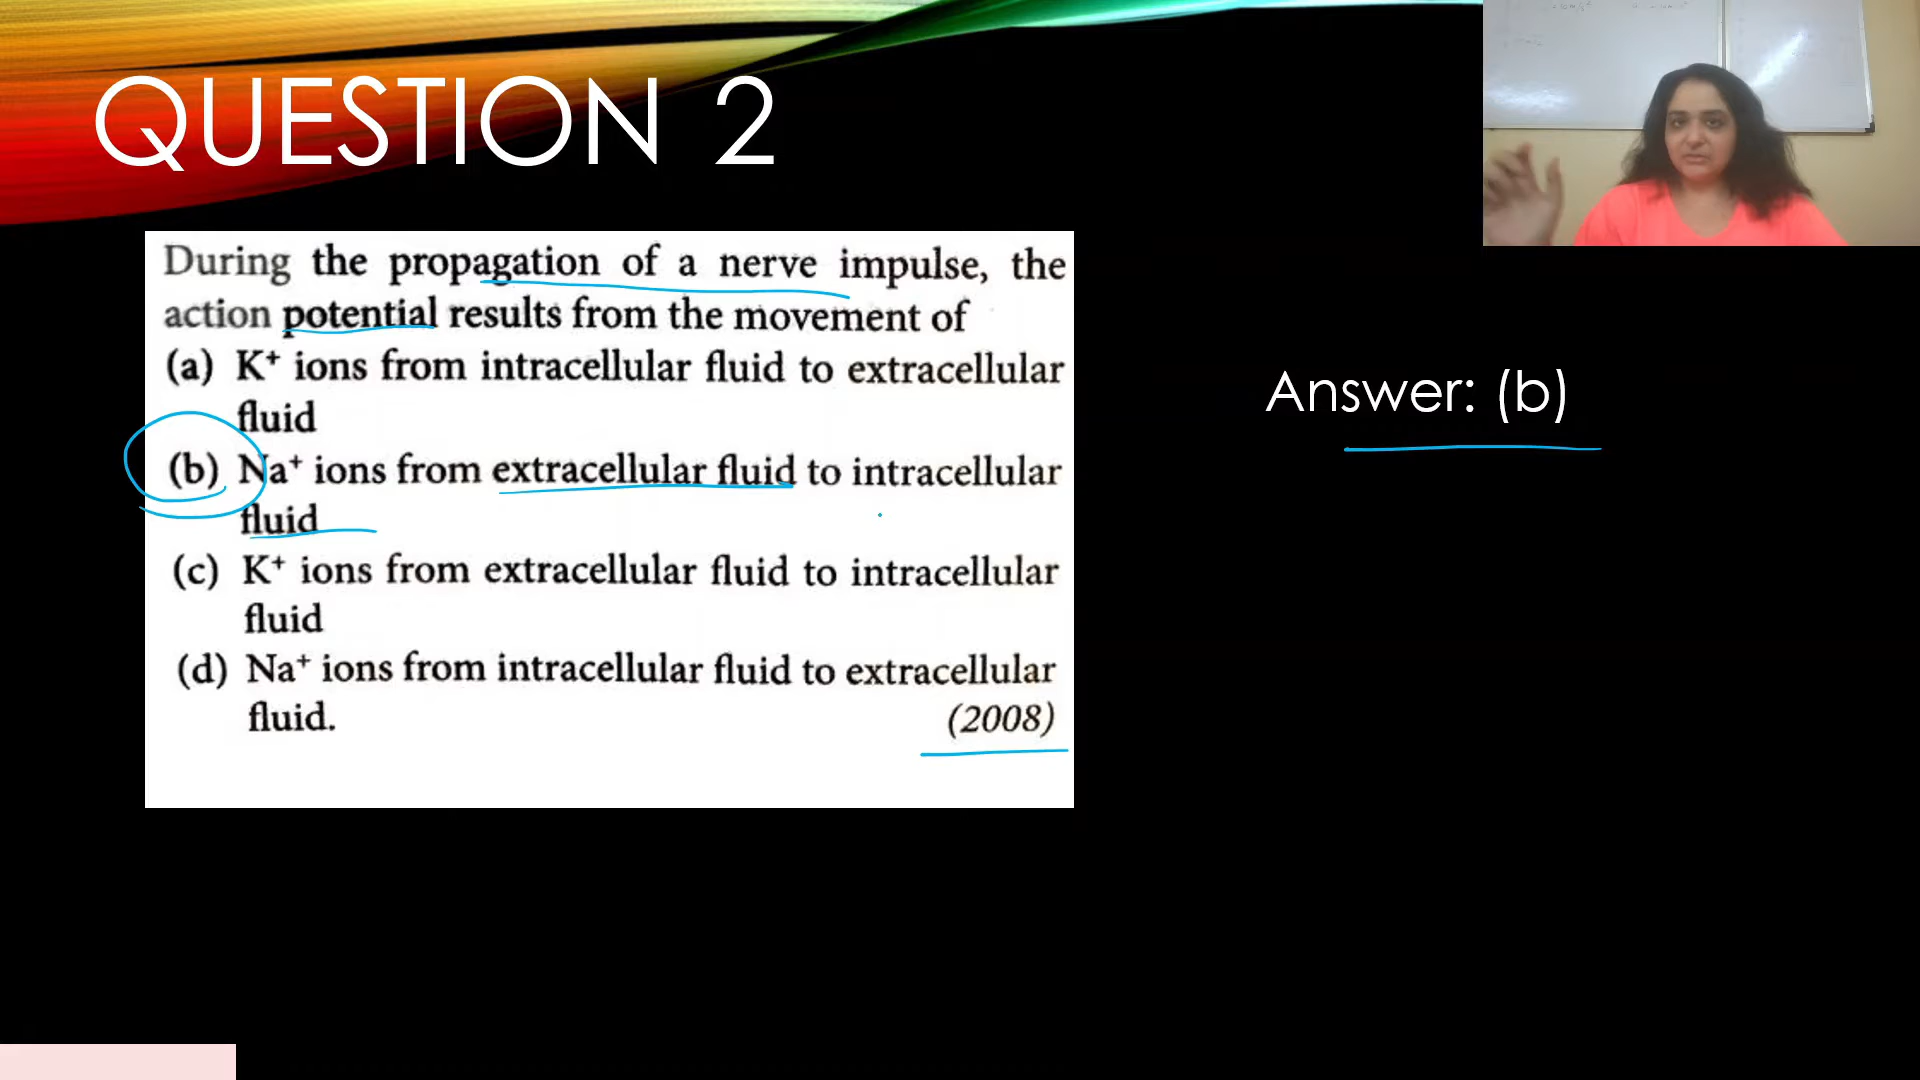 QUESTION 2
During the propagation of a nerve impulse, the
action potential results from the movement of
(a) K⁺ ions from intracellular fluid to extracellular
fluid
(b) Na⁺ ions from extracellular fluid to intracellular
fluid
(c) K⁺ ions from extracellular fluid to intracellular
fluid
(d) Na⁺ ions from intracellular fluid to extracellular
fluid. (2008)
Answer: (b)